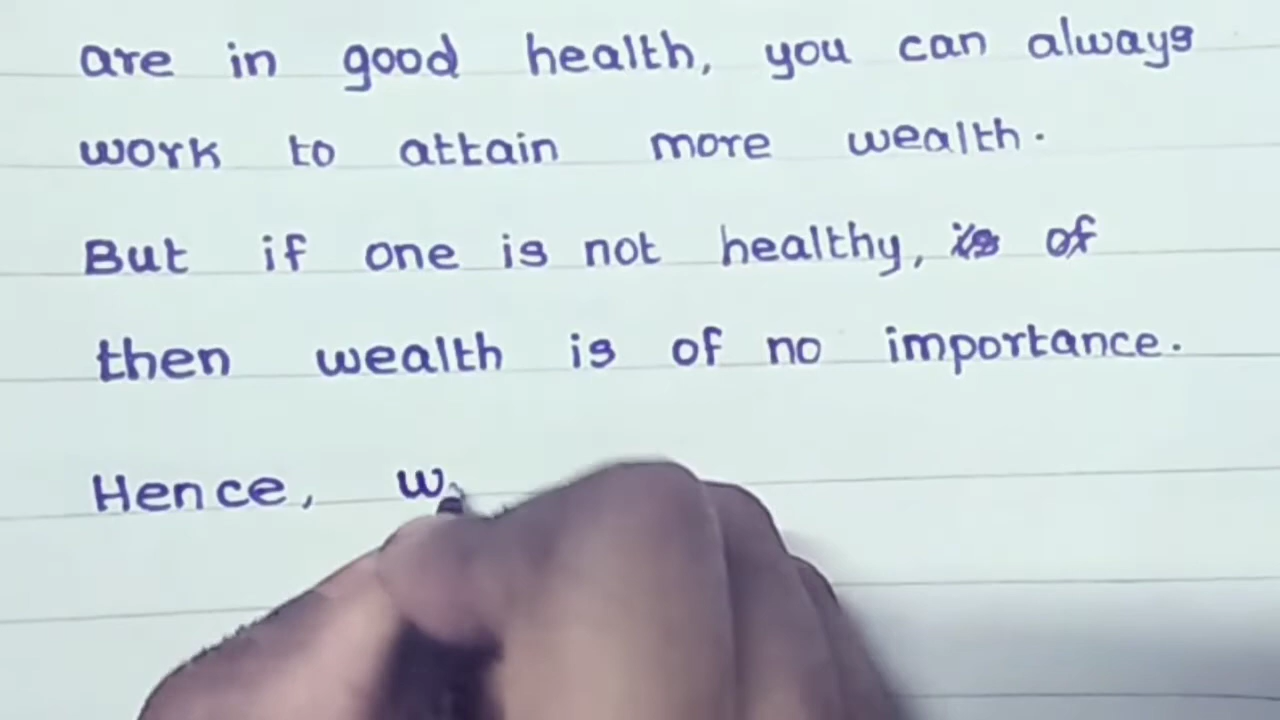 are in good health, you can always
work to attain more wealth.
But if one is not healthy, is of
then wealth is of no importance.
Hence, w